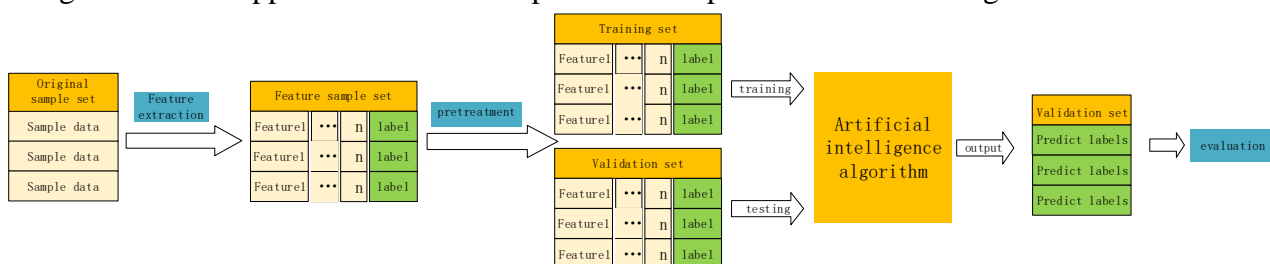 Original
sample set
Sample data
Sample data
Sample data
Feature
extraction
Feature sample set
Feature1 ••• n label
Feature1 ••• n label
Feature1 ••• n label
pretreatment
Training set
Feature1 ••• n label
Feature1 ••• n label
Feature1 ••• n label
Validation set
Feature1 ••• n label
Feature1 ••• n label
Feature1 ••• n label
training
testing
Artificial
intelligence
algorithm
output
Validation set
Predict labels
Predict labels
Predict labels
evaluation